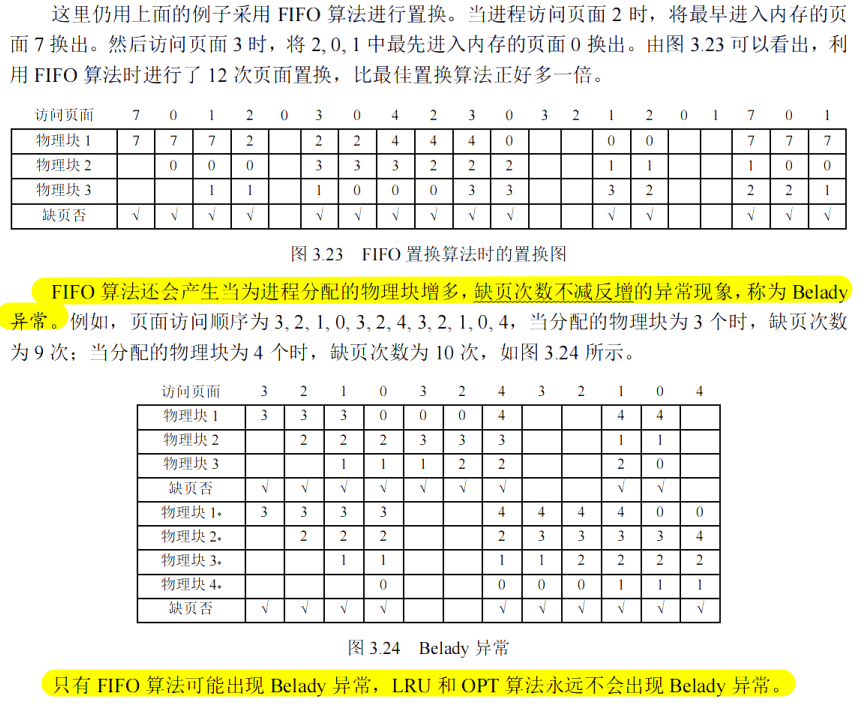 这里仍用上面的例子采用 FIFO 算法进行置换。当进程访问页面 2 时，将最早进入内存的页
面 7 换出。然后访问页面 3 时，将 2, 0, 1 中最先进入内存的页面 0 换出。由图 3.23 可以看出，利
用 FIFO 算法时进行了 12 次页面置换，比最佳置换算法正好多一倍。
访问页面 7 0 1 2 0 3 0 4 2 3 0 3 2 1 2 0 1 7 0 1
物理块 1 7 7 7 2 2 2 4 4 4 0 0 0 7 7 7
物理块 2 0 0 0 3 3 3 2 2 2 1 1 1 0 0
物理块 3 1 1 1 0 0 0 3 3 3 2 2 2 1
缺页否 √ √ √ √ √ √ √ √ √ √ √ √ √ √ √
图 3.23 FIFO 置换算法时的置换图
FIFO 算法还会产生当为进程分配的物理块增多，缺页次数不减反增的异常现象，称为 Belady
异常。例如，页面访问顺序为 3, 2, 1, 0, 3, 2, 4, 3, 2, 1, 0, 4，当分配的物理块为 3 个时，缺页次数
为 9 次；当分配的物理块为 4 个时，缺页次数为 10 次，如图 3.24 所示。
访问页面 3 2 1 0 3 2 4 3 2 1 0 4
物理块 1 3 3 3 0 0 0 4 4 4
物理块 2 2 2 2 3 3 3 1 1
物理块 3 1 1 1 2 2 2 0
缺页否 √ √ √ √ √ √ √ √ √
物理块 1* 3 3 3 3 4 4 4 4 0 0
物理块 2* 2 2 2 2 3 3 3 3 4
物理块 3* 1 1 1 1 2 2 2 2
物理块 4* 0 0 0 0 1 1 1
缺页否 √ √ √ √ √ √ √ √ √ √
图 3.24 Belady 异常
只有 FIFO 算法可能出现 Belady 异常，LRU 和 OPT 算法永远不会出现 Belady 异常。